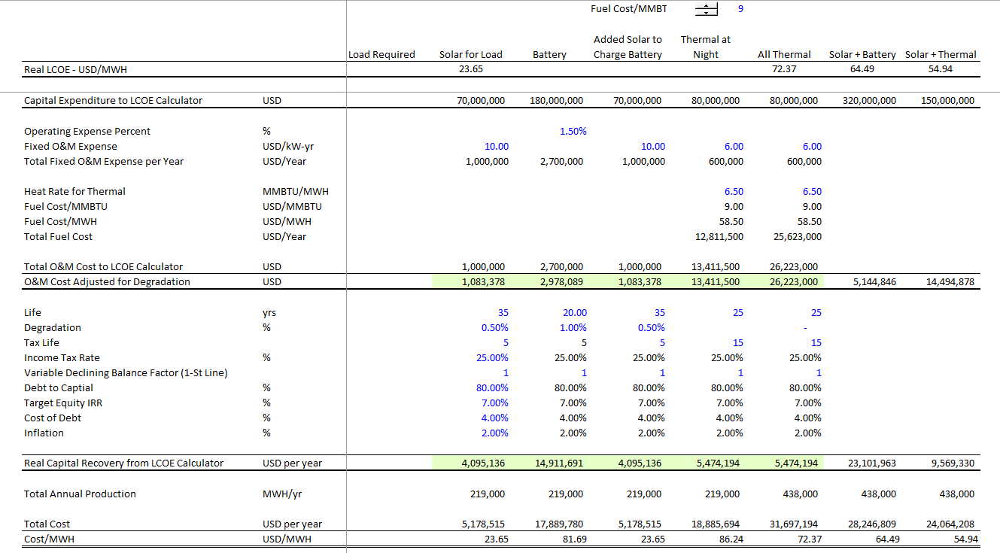 Fuel Cost/MMBT 9
Added Solar to Thermal at
Load Required Solar for Load Battery Charge Battery Night All Thermal Solar + Battery Solar + Thermal
Real LCOE - USD/MWH 23.65 72.37 64.49 54.94
Capital Expenditure to LCOE Calculator USD 70,000,000 180,000,000 70,000,000 80,000,000 80,000,000 320,000,000 150,000,000
Operating Expense Percent % 1.50%
Fixed O&M Expense USD/kW-yr 10.00 10.00 6.00 6.00
Total Fixed O&M Expense per Year USD/Year 1,000,000 2,700,000 1,000,000 600,000 600,000
Heat Rate for Thermal MMBTU/MWH 6.50 6.50
Fuel Cost/MMBTU USD/MMBTU 9.00 9.00
Fuel Cost/MWH USD/MWH 58.50 58.50
Total Fuel Cost USD/Year 12,811,500 25,623,000
Total O&M Cost to LCOE Calculator USD 1,000,000 2,700,000 1,000,000 13,411,500 26,223,000
O&M Cost Adjusted for Degradation USD 1,083,378 2,978,089 1,083,378 13,411,500 26,223,000 5,144,846 14,494,878
Life yrs 35 20.00 35 25 25
Degradation % 0.50% 1.00% 0.50% -
Tax Life 5 5 5 15 15
Income Tax Rate % 25.00% 25.00% 25.00% 25.00% 25.00%
Variable Declining Balance Factor (1-St Line) 1 1 1 1 1
Debt to Captial % 80.00% 80.00% 80.00% 80.00% 80.00%
Target Equity IRR % 7.00% 7.00% 7.00% 7.00% 7.00%
Cost of Debt % 4.00% 4.00% 4.00% 4.00% 4.00%
Inflation % 2.00% 2.00% 2.00% 2.00% 2.00%
Real Capital Recovery from LCOE Calculator USD per year 4,095,136 14,911,691 4,095,136 5,474,194 5,474,194 23,101,963 9,569,330
Total Annual Production MWH/yr 219,000 219,000 219,000 219,000 438,000 438,000 438,000
Total Cost USD per year 5,178,515 17,889,780 5,178,515 18,885,694 31,697,194 28,246,809 24,064,208
Cost/MWH USD/MWH 23.65 81.69 23.65 86.24 72.37 64.49 54.94